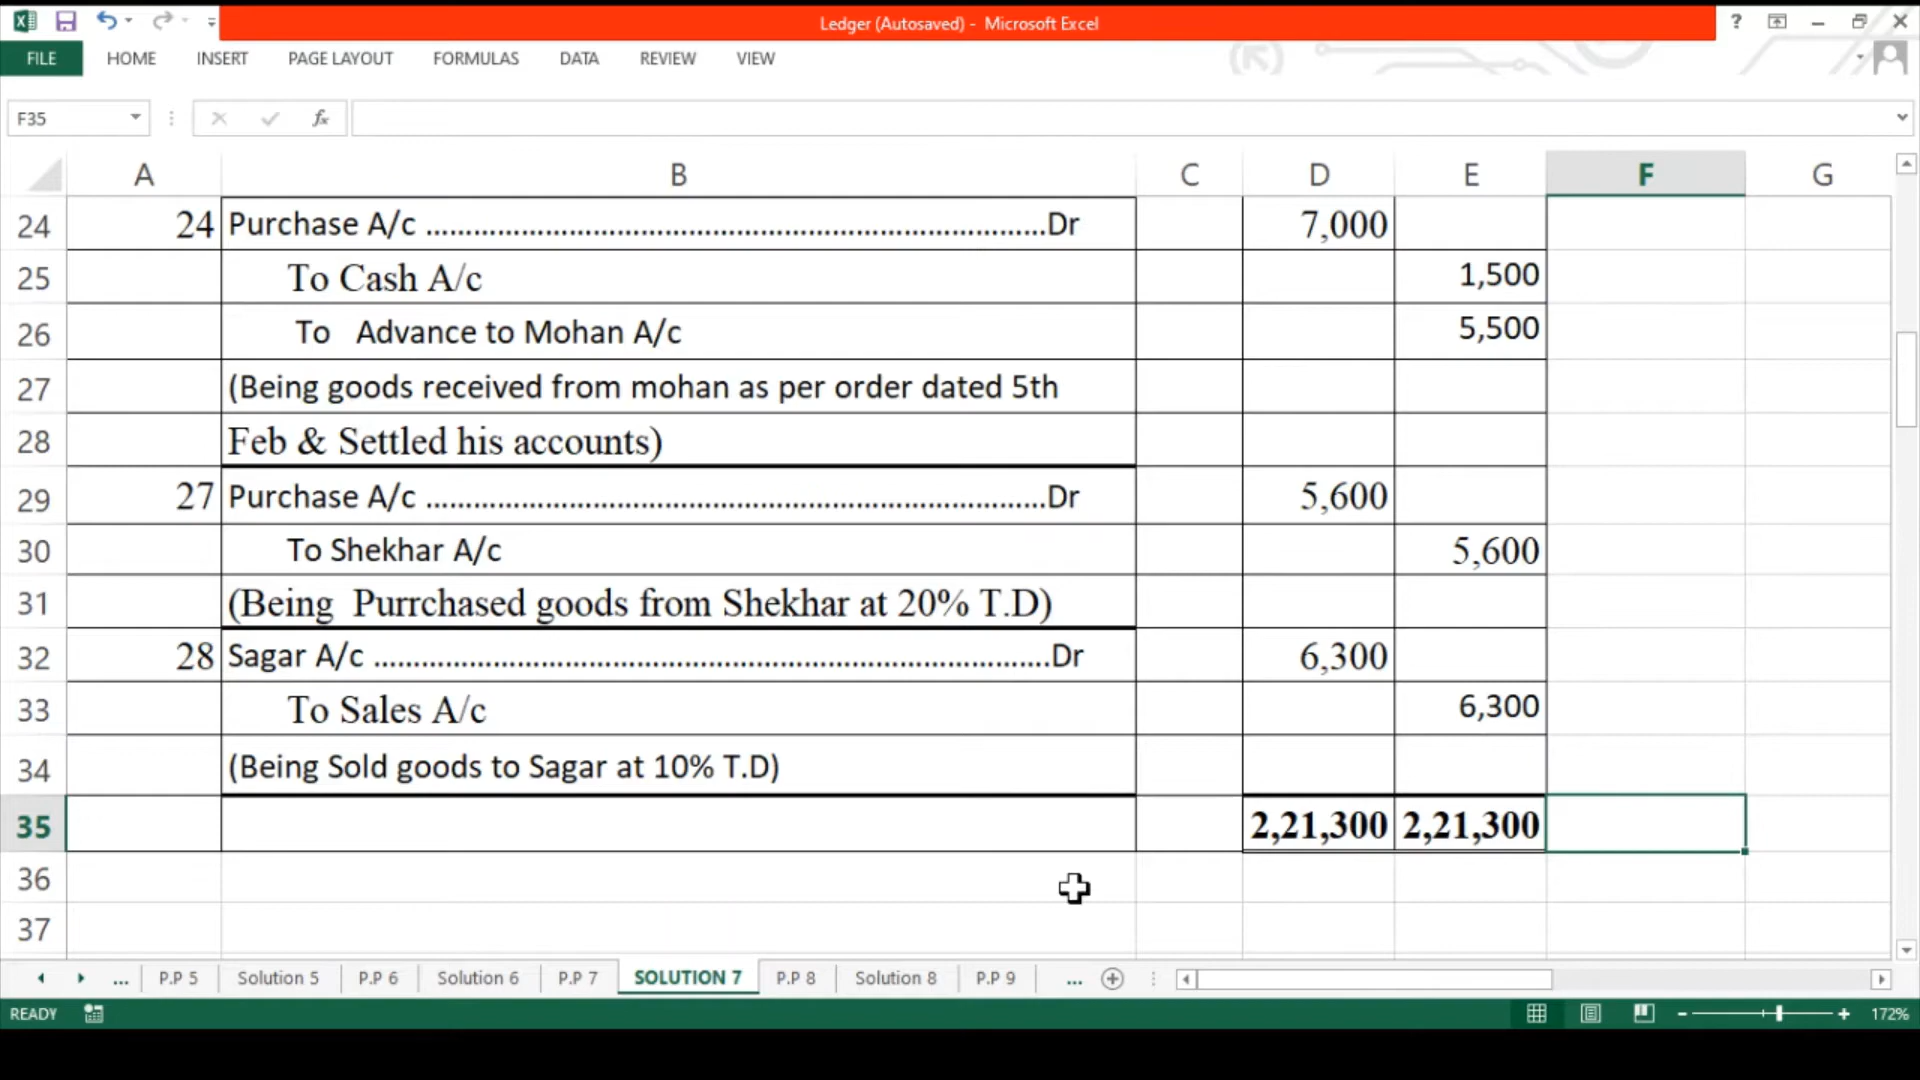 Ledger (Autosaved) - Microsoft Excel
FILE HOME INSERT PAGE LAYOUT FORMULAS DATA REVIEW VIEW
F35 fx
A B C D E F G
24 24 Purchase A/c ..........................................................................Dr 7,000
25 To Cash A/c 1,500
26 To Advance to Mohan A/c 5,500
27 (Being goods received from mohan as per order dated 5th
28 Feb & Settled his accounts)
29 27 Purchase A/c ..........................................................................Dr 5,600
30 To Shekhar A/c 5,600
31 (Being Purrchased goods from Shekhar at 20% T.D)
32 28 Sagar A/c .................................................................................Dr 6,300
33 To Sales A/c 6,300
34 (Being Sold goods to Sagar at 10% T.D)
35 2,21,300 2,21,300
36
37
... P.P 5 Solution 5 P.P 6 Solution 6 P.P 7 SOLUTION 7 P.P 8 Solution 8 P.P 9 ...
READY 172%